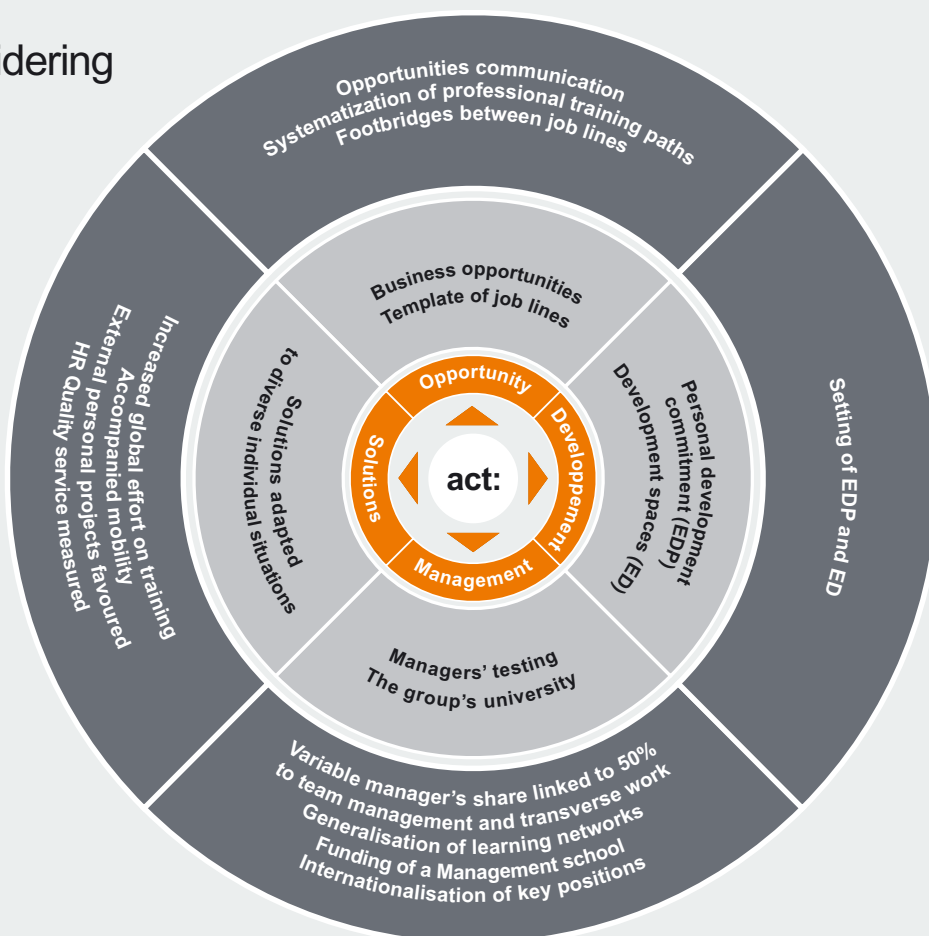 idering
Opportunities communication
Systematization of professional training paths
Footbridges between job lines
Business opportunities
Template of job lines
Opportunity
Developpement
Management
Solutions
act:
Personal development
commitment (EDP)
Development spaces (ED)
Setting of EDP and ED
Managers’ testing
The group’s university
Variable manager’s share linked to 50%
to team management and transverse work
Generalisation of learning networks
Funding of a Management school
Internationalisation of key positions
Solutions adapted
to diverse individual situations
Increased global effort on training
Accompanied mobility
External personal projects favoured
HR Quality service measured